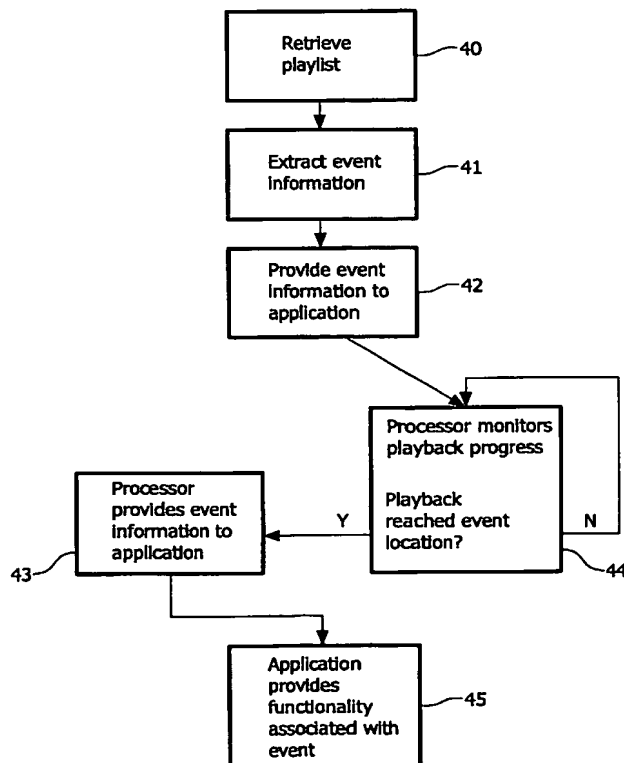 Retrieve
playlist
40
Extract event
information
41
Provide event
information to
application
42
Processor monitors
playback progress
Playback
reached event
location?
N
44
Y
Processor
provides event
information to
application
43
Application
provides
functionality
associated with
event
45